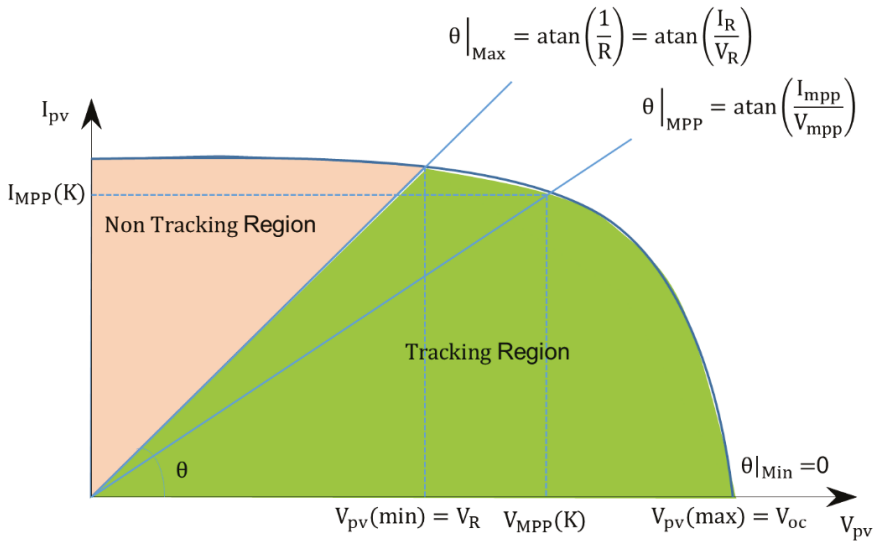 θ|Max = atan(1/R) = atan(I_R/V_R)
I_pv
θ|MPP = atan(I_mpp/V_mpp)
I_MPP(K)
Non Tracking Region
Tracking Region
θ
θ|Min =0
V_pv(min) = V_R
V_MPP(K)
V_pv(max) = V_oc
V_pv